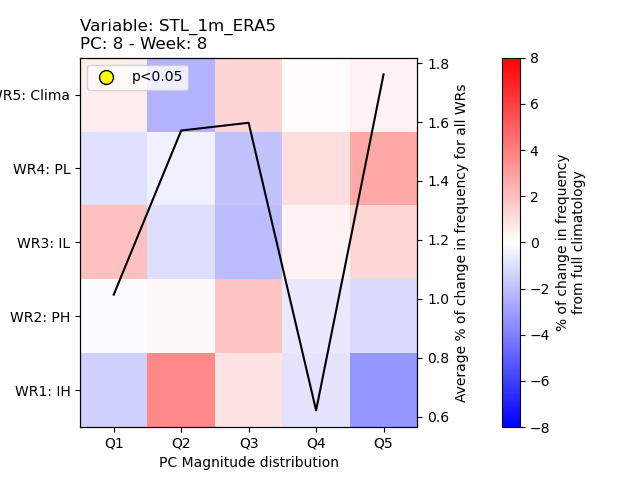 Variable: STL_1m_ERA5
PC: 8 - Week: 8
p<0.05
WR5: Clima
WR4: PL
WR3: IL
WR2: PH
WR1: IH
Q1 Q2 Q3 Q4 Q5
PC Magnitude distribution
1.8
1.6
1.4
1.2
1.0
0.8
0.6
Average % of change in frequency for all WRs
8
6
4
2
0
−2
−4
−6
−8
% of change in frequency
from full climatology